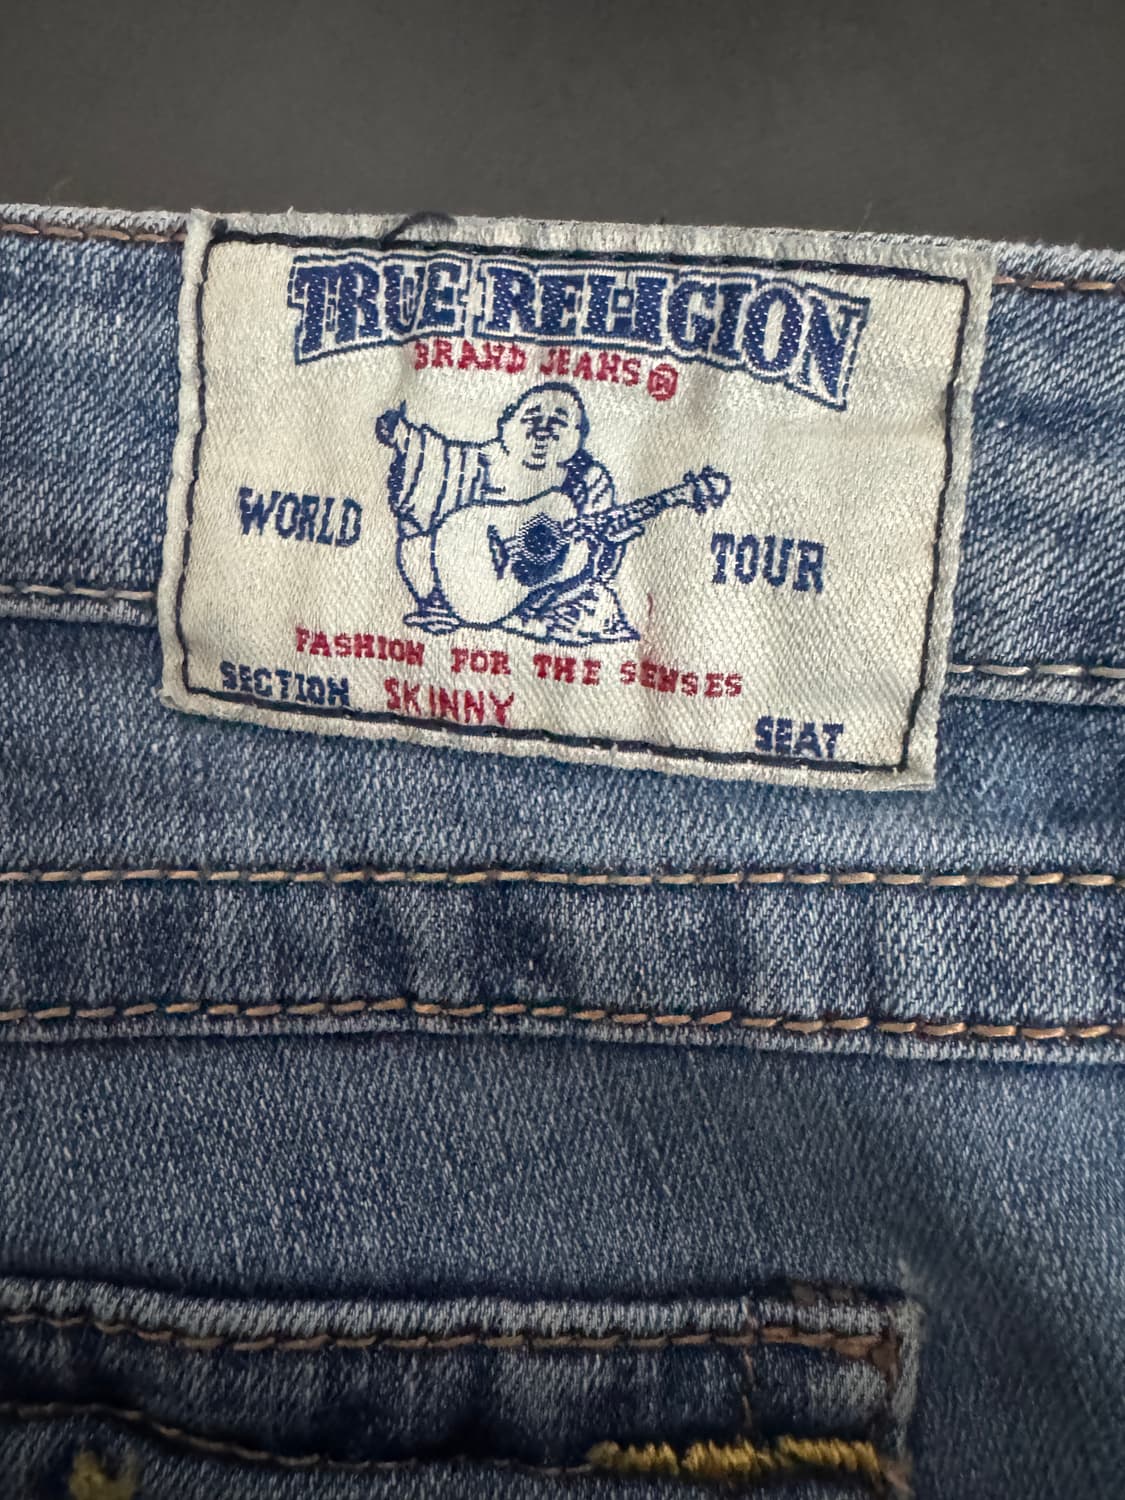 TRUE RELIGION
BRAND JEANS ®
WORLD TOUR
FASHION FOR THE SENSES
SECTION SKINNY SEAT